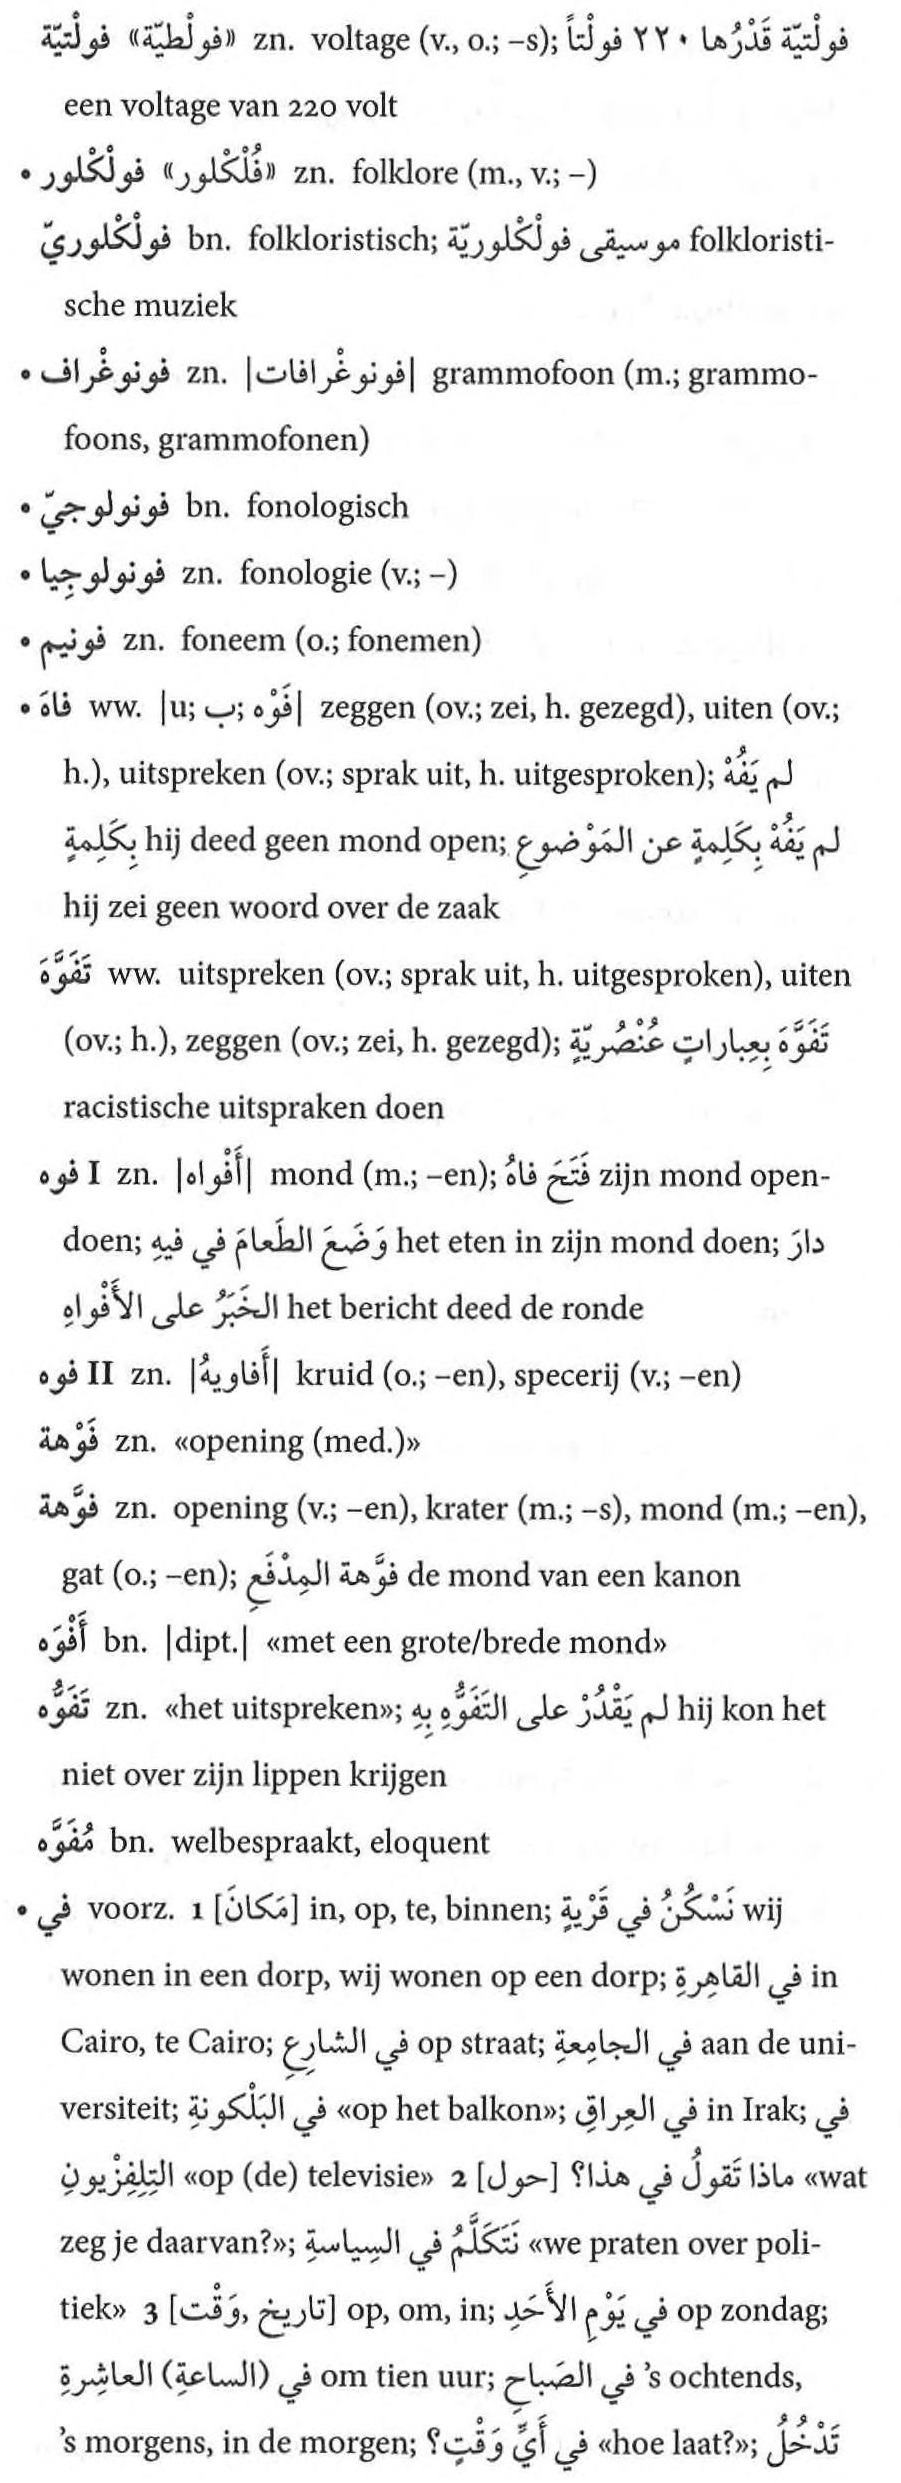 فولْتيّة «فولْطيّة» zn. voltage (v., o.; –s); فولْتيّة قَدْرُها ٢٢٠ فولْتاً
een voltage van 220 volt
• فولْكْلور «فُلْكْلور» zn. folklore (m., v.; –)
فولْكْلوريّ bn. folkloristisch; موسيقى فولْكْلوريّة folkloristi-
sche muziek
• فونوغْراف zn. |فونوغْرافات| grammofoon (m.; grammo-
foons, grammofonen)
• فونولوجيّ bn. fonologisch
• فونولوجِيا zn. fonologie (v.; –)
• فونيم zn. foneem (o.; fonemen)
• فاهَ ww. |u; فَوْه; ب| zeggen (ov.; zei, h. gezegd), uiten (ov.;
h.), uitspreken (ov.; sprak uit, h. uitgesproken); لم يَفُهْ
بِكَلِمةٍ hij deed geen mond open; لم يَفُهْ بِكَلِمةٍ عن المَوْضوعِ
hij zei geen woord over de zaak
تَفَوَّهَ ww. uitspreken (ov.; sprak uit, h. uitgesproken), uiten
(ov.; h.), zeggen (ov.; zei, h. gezegd); تَفَوَّهَ بِعِباراتٍ عُنْصُريّةٍ
racistische uitspraken doen
فوه I zn. |أَفْواه| mond (m.; –en); فَتَحَ فاهُ zijn mond open-
doen; وَضَعَ الطَعامَ في فيهِ het eten in zijn mond doen; دارَ
الخَبَرُ على الأَفْواهِ het bericht deed de ronde
فوه II zn. |أَفاويهُ| kruid (o.; –en), specerij (v.; –en)
فَوْهة zn. «opening (med.)»
فوَّهة zn. opening (v.; –en), krater (m.; –s), mond (m.; –en),
gat (o.; –en); فوَّهة المِدْفَعِ de mond van een kanon
أَفْوَه bn. |dipt.| «met een grote/brede mond»
تَفَوُّه zn. «het uitspreken»; لم يَقْدُرْ على التَفَوُّهِ بِهِ hij kon het
niet over zijn lippen krijgen
مُفَوَّه bn. welbespraakt, eloquent
• في voorz. 1 [مَكانَ] in, op, te, binnen; نَسْكُنُ في قَرْيةٍ wij
wonen in een dorp, wij wonen op een dorp; في القاهِرةِ in
Cairo, te Cairo; في الشارِعِ op straat; في الجامِعةِ aan de uni-
versiteit; في البَلْكونةِ «op het balkon»; في العِراقِ in Irak; في
التِلِفِزْيونِ «op (de) televisie» 2 [حول] ماذا تَقولُ في هذا؟ «wat
zeg je daarvan?»; نَتَكَلَّمُ في السِياسةِ «we praten over poli-
tiek» 3 [تاريخ, وَقْت] op, om, in; في يَوْمِ الأَحَدِ op zondag;
في (الساعةِ) العاشِرةِ om tien uur; في الصَباحِ 's ochtends,
's morgens, in de morgen; في أَيِّ وَقْتٍ؟ «hoe laat?»; تَدْخُلُ